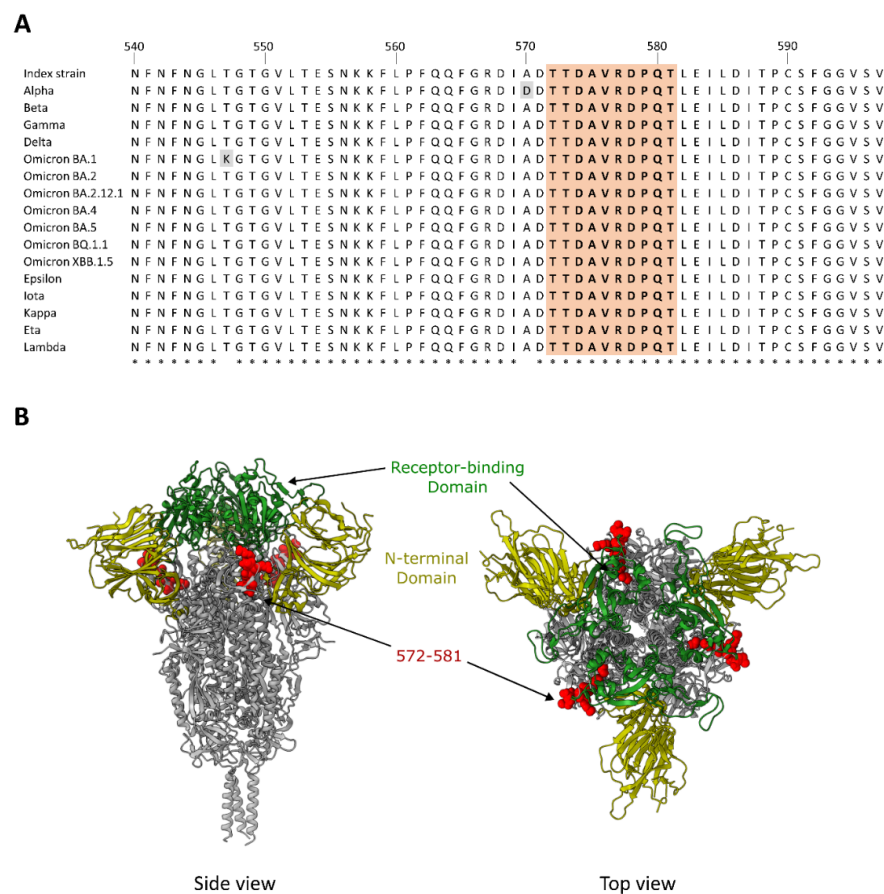 A
540 550 560 570 580 590
Index strain N F N F N G L T G T G V L T E S N K K F L P F Q Q F G R D I A D T T D A V R D P Q T L E I L D I T P C S F G G V S V
Alpha N F N F N G L T G T G V L T E S N K K F L P F Q Q F G R D I D D T T D A V R D P Q T L E I L D I T P C S F G G V S V
Beta N F N F N G L T G T G V L T E S N K K F L P F Q Q F G R D I A D T T D A V R D P Q T L E I L D I T P C S F G G V S V
Gamma N F N F N G L T G T G V L T E S N K K F L P F Q Q F G R D I A D T T D A V R D P Q T L E I L D I T P C S F G G V S V
Delta N F N F N G L T G T G V L T E S N K K F L P F Q Q F G R D I A D T T D A V R D P Q T L E I L D I T P C S F G G V S V
Omicron BA.1 N F N F N G L K G T G V L T E S N K K F L P F Q Q F G R D I A D T T D A V R D P Q T L E I L D I T P C S F G G V S V
Omicron BA.2 N F N F N G L T G T G V L T E S N K K F L P F Q Q F G R D I A D T T D A V R D P Q T L E I L D I T P C S F G G V S V
Omicron BA.2.12.1 N F N F N G L T G T G V L T E S N K K F L P F Q Q F G R D I A D T T D A V R D P Q T L E I L D I T P C S F G G V S V
Omicron BA.4 N F N F N G L T G T G V L T E S N K K F L P F Q Q F G R D I A D T T D A V R D P Q T L E I L D I T P C S F G G V S V
Omicron BA.5 N F N F N G L T G T G V L T E S N K K F L P F Q Q F G R D I A D T T D A V R D P Q T L E I L D I T P C S F G G V S V
Omicron BQ.1.1 N F N F N G L T G T G V L T E S N K K F L P F Q Q F G R D I A D T T D A V R D P Q T L E I L D I T P C S F G G V S V
Omicron XBB.1.5 N F N F N G L T G T G V L T E S N K K F L P F Q Q F G R D I A D T T D A V R D P Q T L E I L D I T P C S F G G V S V
Epsilon N F N F N G L T G T G V L T E S N K K F L P F Q Q F G R D I A D T T D A V R D P Q T L E I L D I T P C S F G G V S V
Iota N F N F N G L T G T G V L T E S N K K F L P F Q Q F G R D I A D T T D A V R D P Q T L E I L D I T P C S F G G V S V
Kappa N F N F N G L T G T G V L T E S N K K F L P F Q Q F G R D I A D T T D A V R D P Q T L E I L D I T P C S F G G V S V
Eta N F N F N G L T G T G V L T E S N K K F L P F Q Q F G R D I A D T T D A V R D P Q T L E I L D I T P C S F G G V S V
Lambda N F N F N G L T G T G V L T E S N K K F L P F Q Q F G R D I A D T T D A V R D P Q T L E I L D I T P C S F G G V S V
* * * * * * *   * * * * * * * * * * * * * * * * * * * * * *   * * * * * * * * * * * * * * * * * * * * * * * * * * *
B
Receptor-binding
Domain
N-terminal
Domain
572-581
Side view
Top view